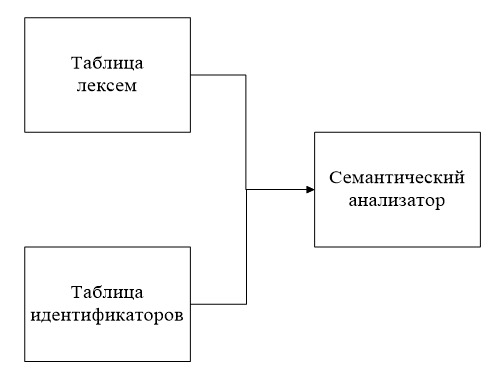 Таблица
лексем
Семантический
анализатор
Таблица
идентификаторов